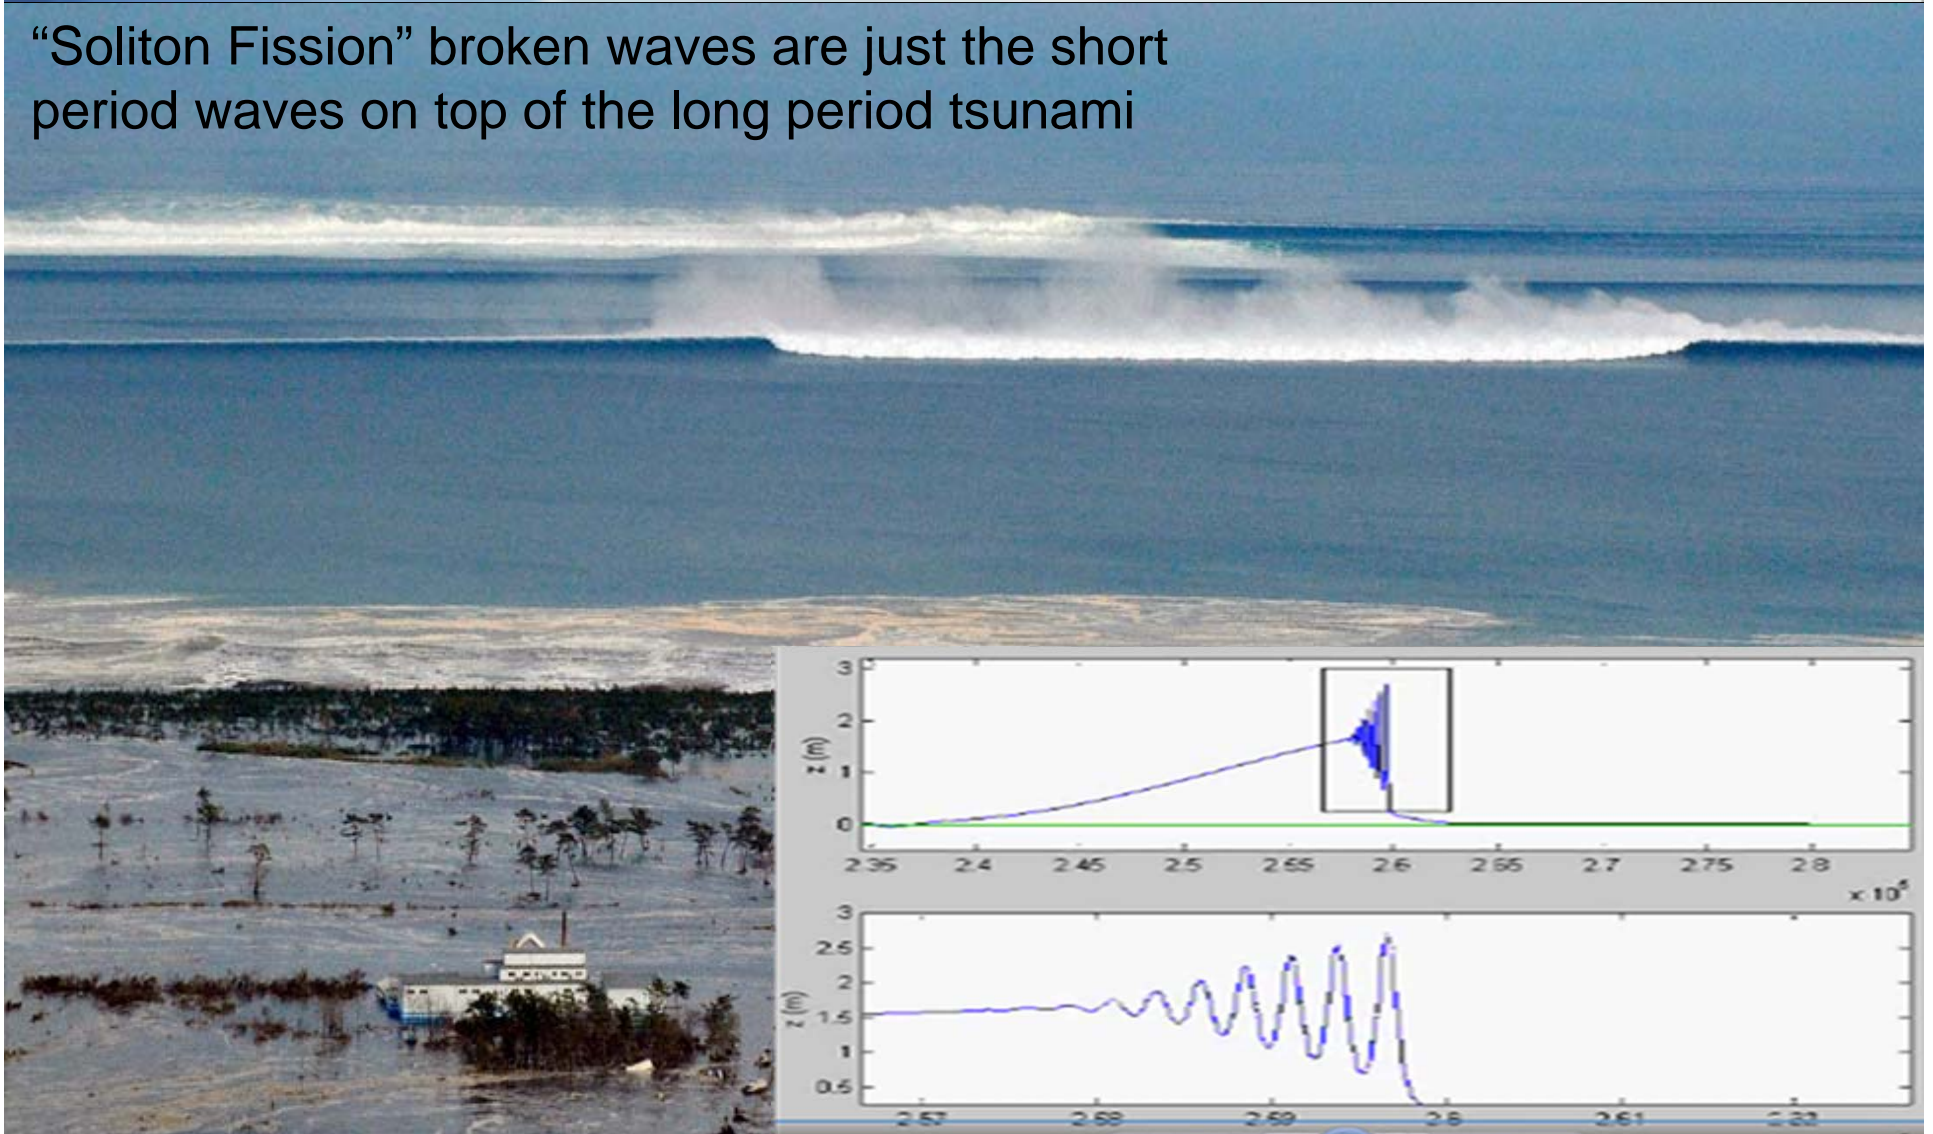 “Soliton Fission” broken waves are just the short
period waves on top of the long period tsunami
3
2
1
0
z (m)
2.35 2.4 2.45 2.5 2.55 2.6 2.65 2.7 2.75 2.8
x 10
3
2.5
2
1.5
1
0.5
z (m)
2.57 2.58 2.59 2.6 2.61